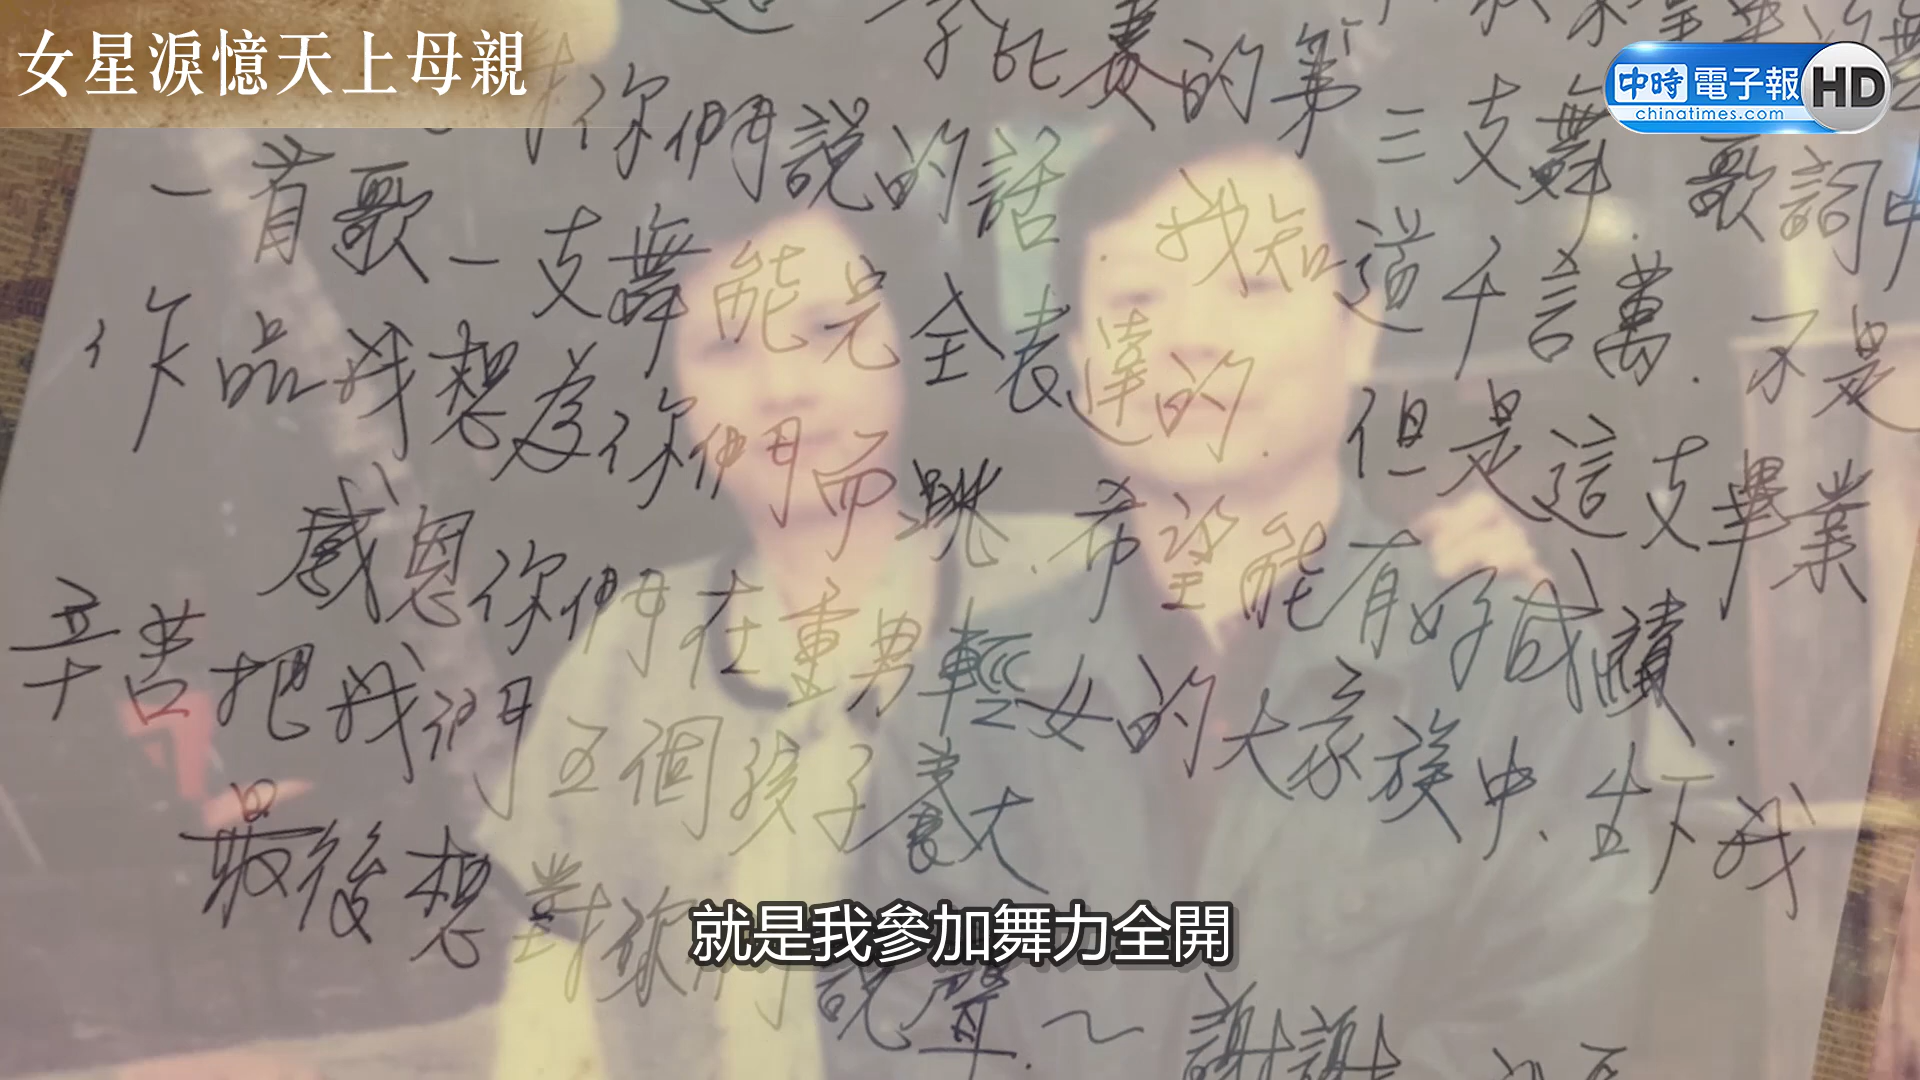 女星淚憶天上母親
中時 電子報 HD
chinatimes.com
比賽的第三支舞. 歌詞中
你們說的話. 我知道千言萬. 不是
一首歌一支舞能完全表達的. 但是這支畢業
作品我想為你們而跳. 希望能有好成績.
感恩你們在重男輕女的大家族中. 生下我
辛苦把我們五個孩子養大
最後想對你們說聲. ~ 謝謝
就是我參加舞力全開